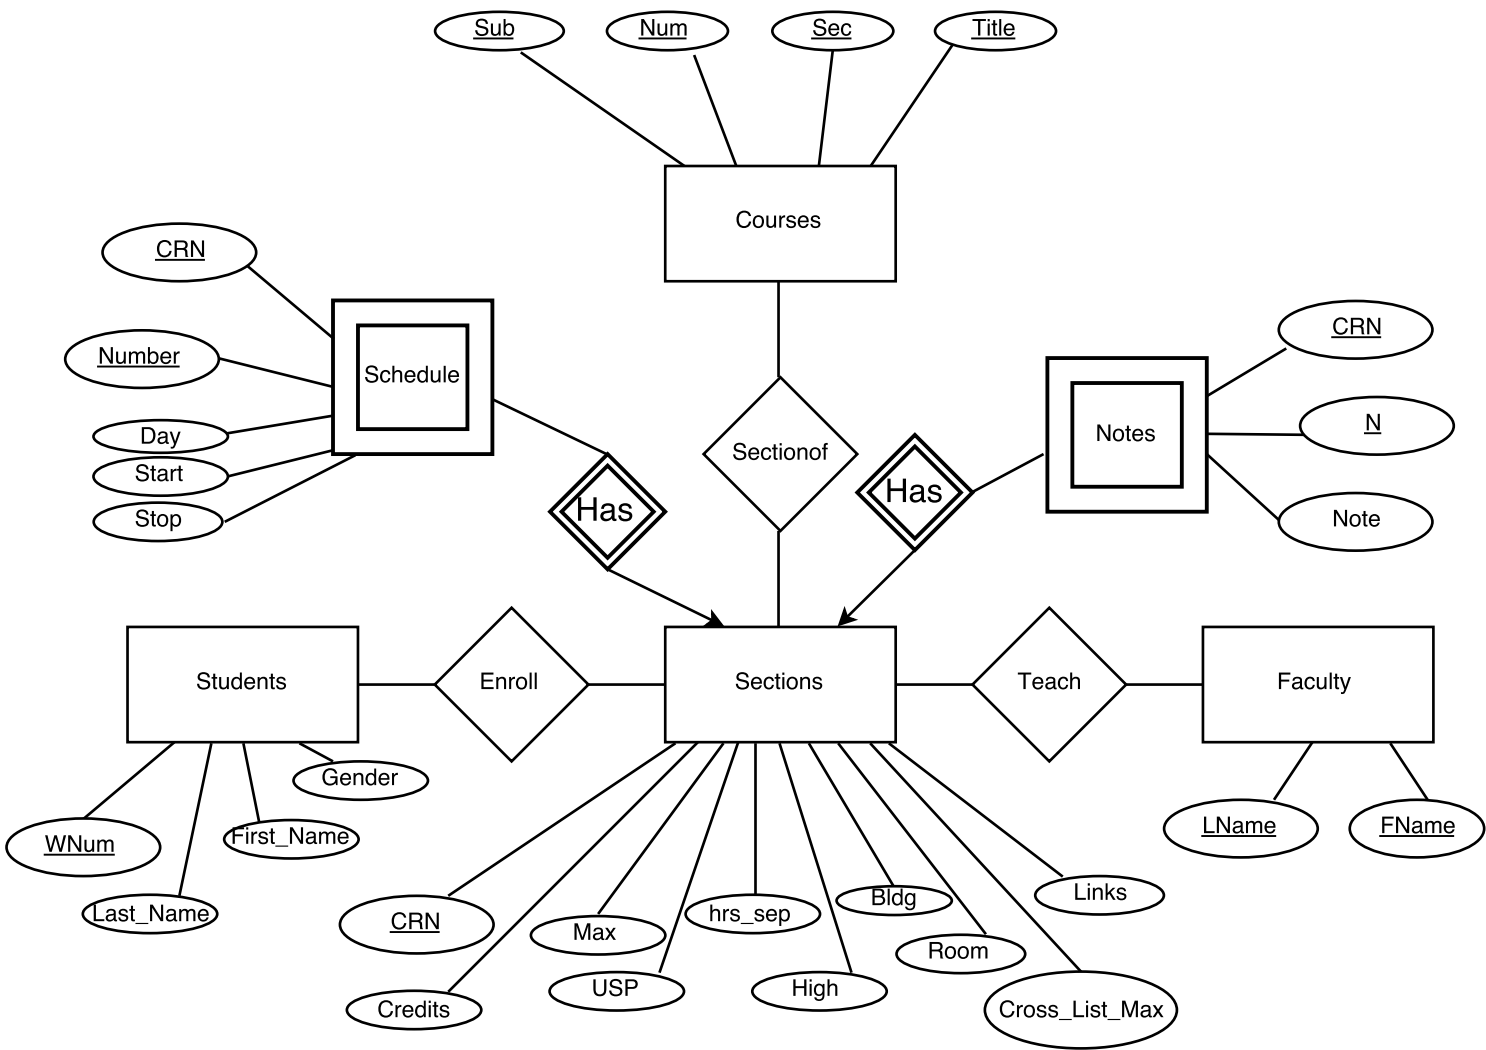 Sub
Num
Sec
Title
Courses
CRN
Number
Day
Start
Stop
Schedule
Has
Sectionof
Has
Notes
CRN
N
Note
Students
Enroll
Sections
Teach
Faculty
WNum
Last_Name
First_Name
Gender
CRN
Credits
Max
USP
hrs_sep
High
Bldg
Room
Cross_List_Max
Links
LName
FName